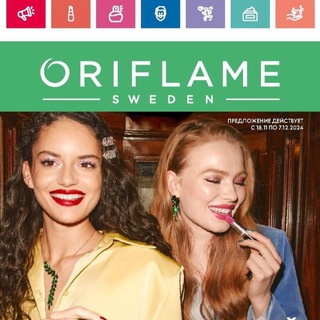 ORIFLAME
SWEDEN
ПРЕДЛОЖЕНИЕ ДЕЙСТВУЕТ
С 18.11 ПО 7.12.2024